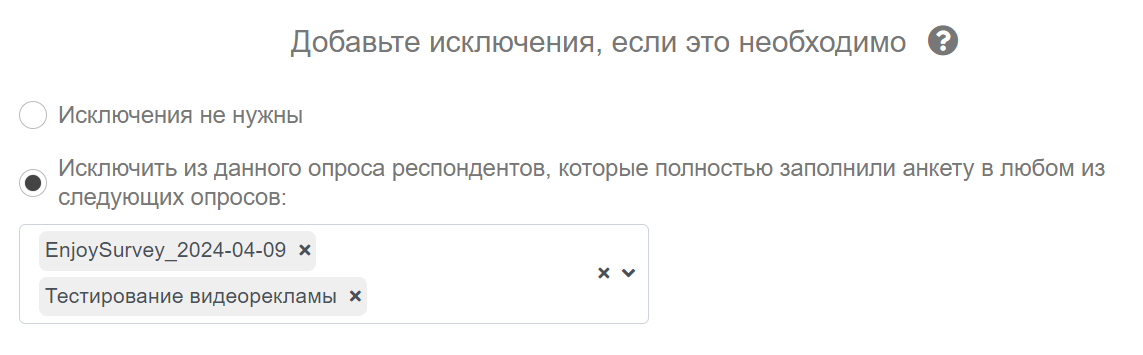 Добавьте исключения, если это необходимо ?
Исключения не нужны
Исключить из данного опроса респондентов, которые полностью заполнили анкету в любом из
следующих опросов:
EnjoySurvey_2024-04-09 ×
Тестирование видеорекламы ×